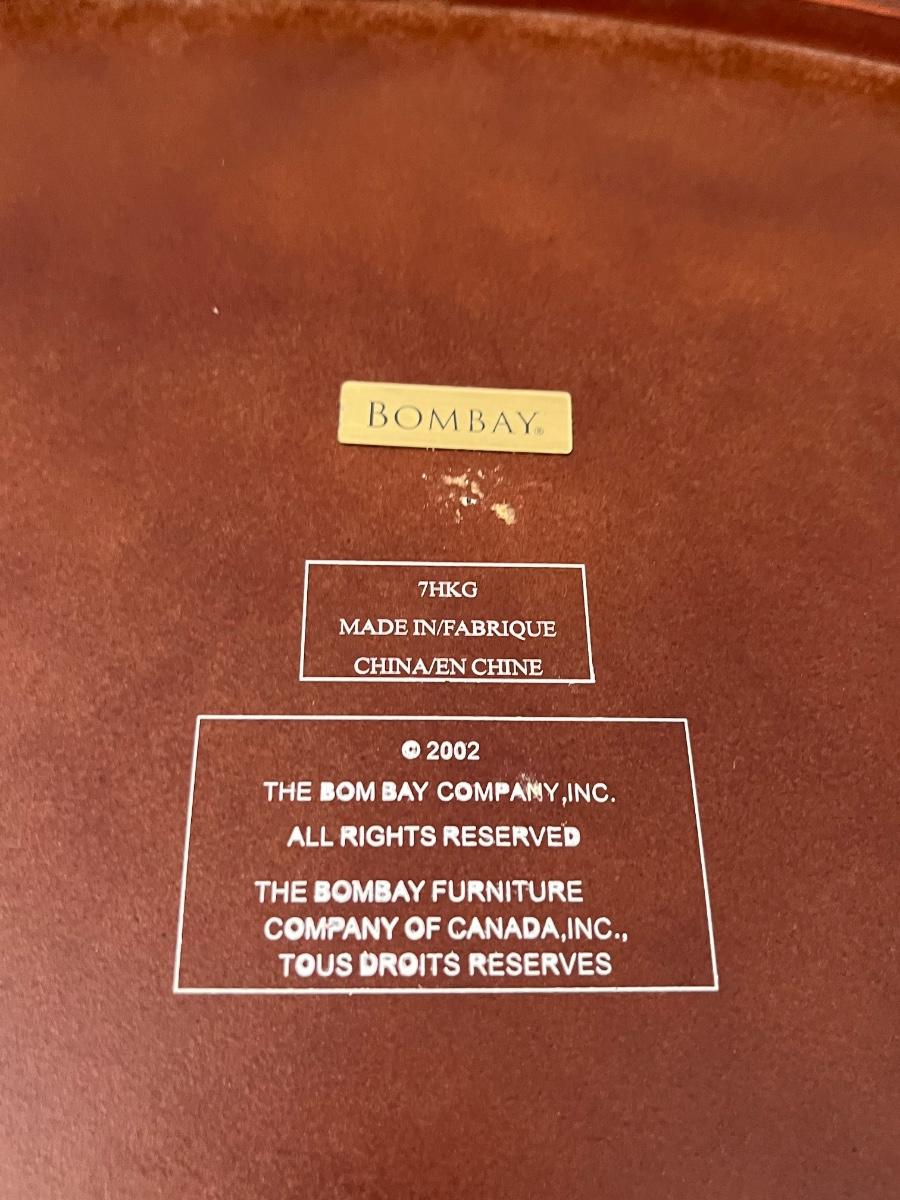 BOMBAY®
7HKG
MADE IN/FABRIQUE
CHINA/EN CHINE
© 2002
THE BOM BAY COMPANY,INC.
ALL RIGHTS RESERVED
THE BOMBAY FURNITURE
COMPANY OF CANADA,INC.,
TOUS DROITS RESERVES